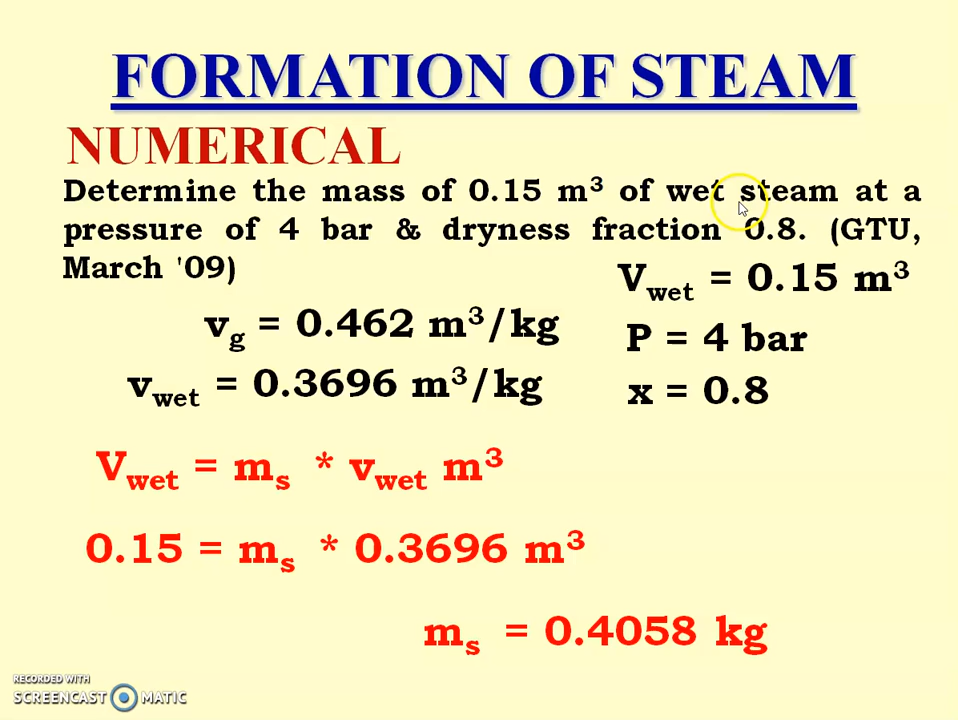 FORMATION OF STEAM
NUMERICAL
Determine the mass of 0.15 m³ of wet steam at a
pressure of 4 bar & dryness fraction 0.8. (GTU,
March '09)
V_wet = 0.15 m³
v_g = 0.462 m³/kg
P = 4 bar
v_wet = 0.3696 m³/kg
x = 0.8
V_wet = m_s * v_wet m³
0.15 = m_s * 0.3696 m³
m_s = 0.4058 kg
RECORDED WITH
SCREENCAST MATIC